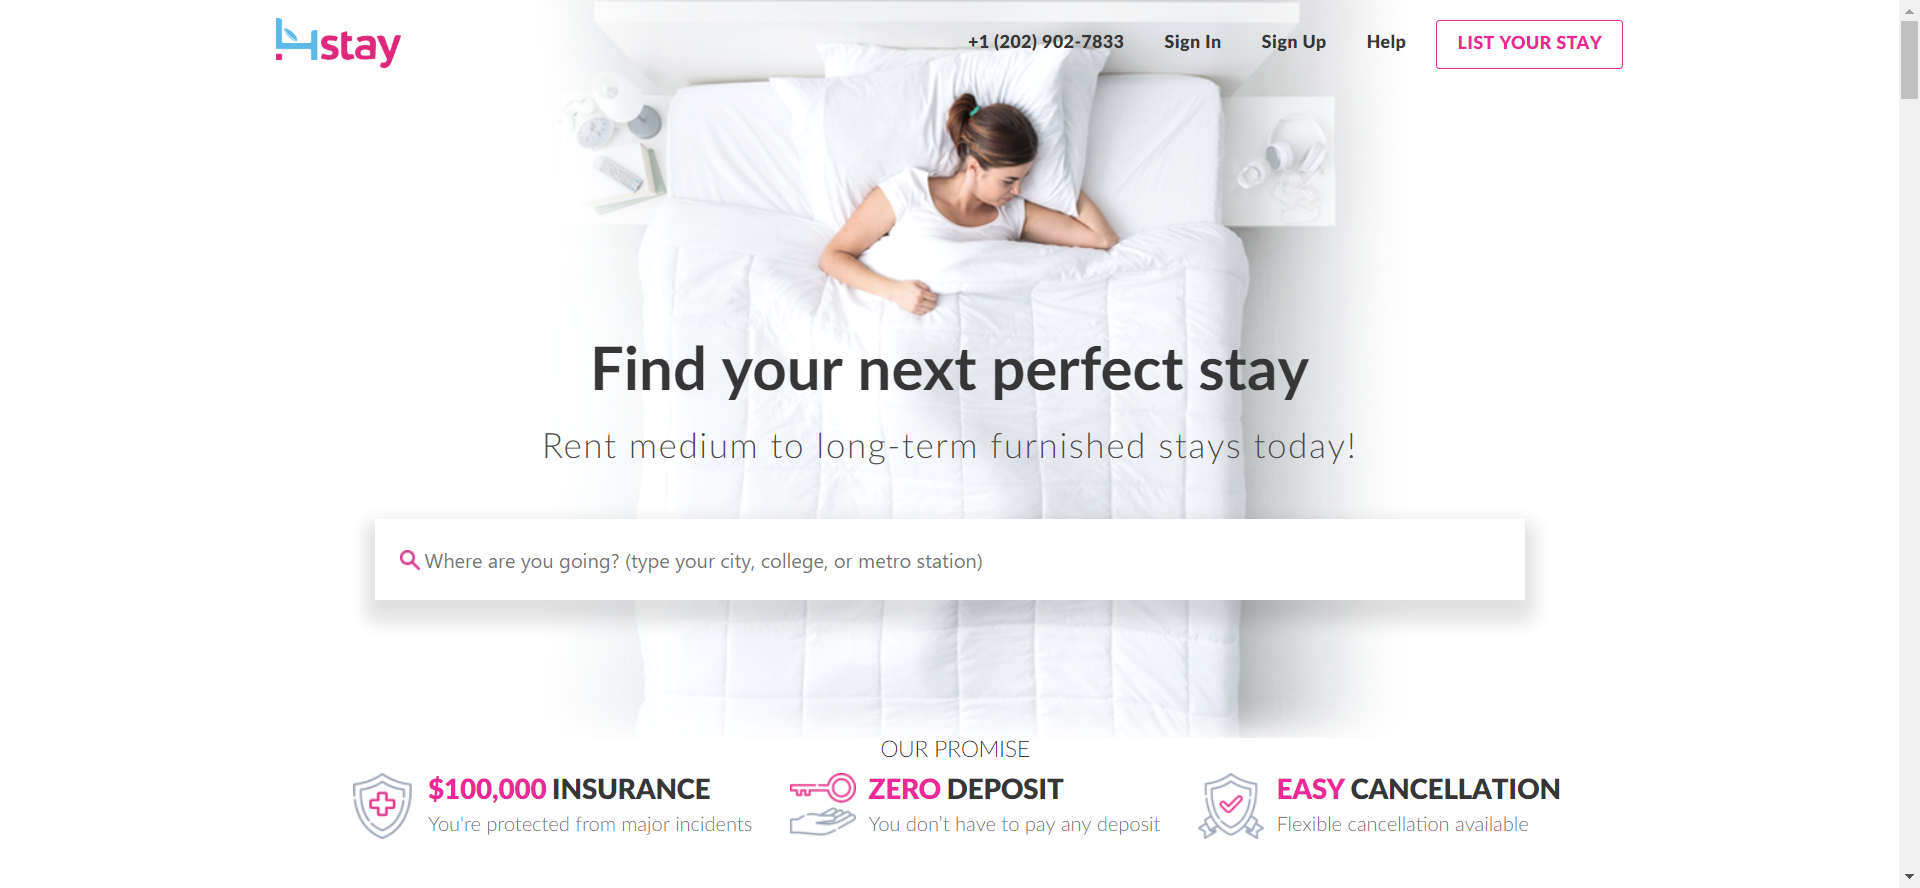 4stay
+1 (202) 902-7833 Sign In Sign Up Help LIST YOUR STAY
Find your next perfect stay
Rent medium to long-term furnished stays today!
Where are you going? (type your city, college, or metro station)
OUR PROMISE
$100,000 INSURANCE ZERO DEPOSIT EASY CANCELLATION
You're protected from major incidents You don’t have to pay any deposit Flexible cancellation available